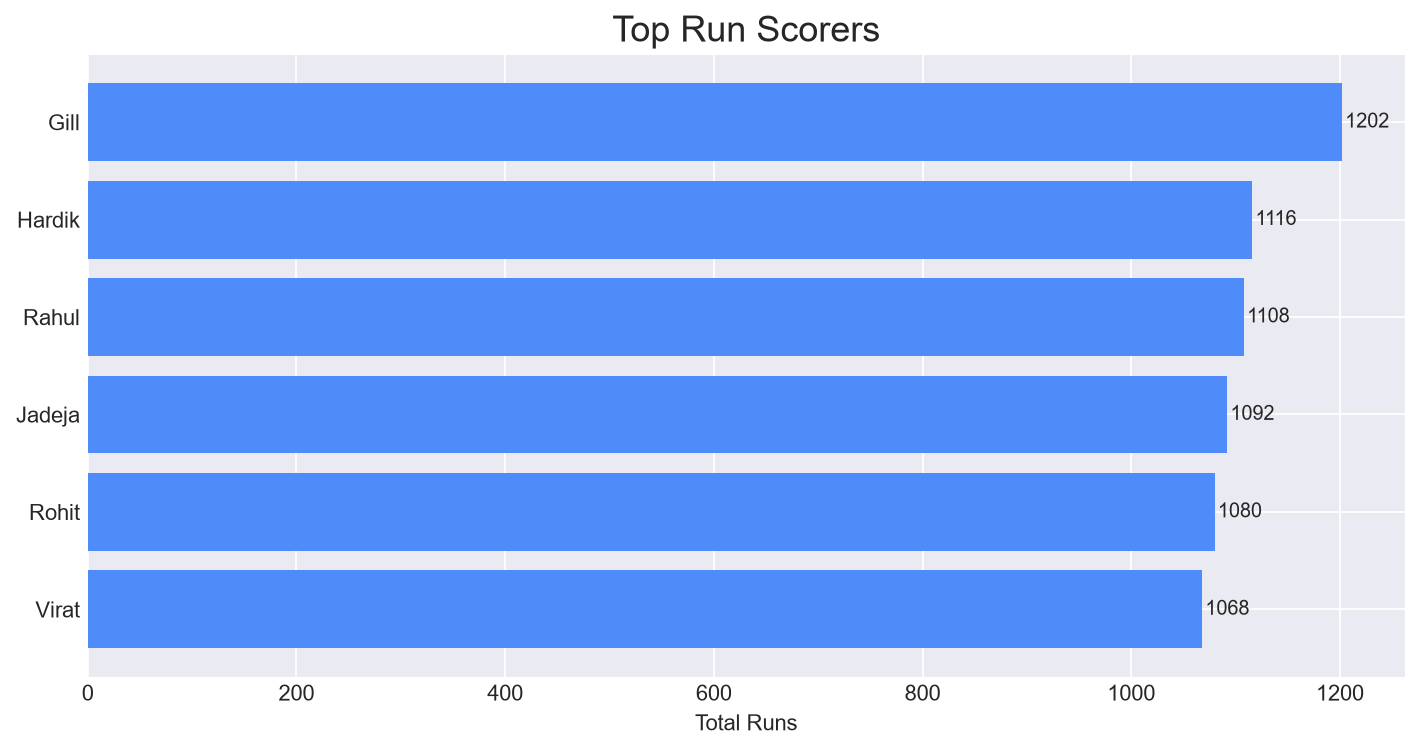 Top Run Scorers
Gill 1202
Hardik 1116
Rahul 1108
Jadeja 1092
Rohit 1080
Virat 1068
0 200 400 600 800 1000 1200
Total Runs